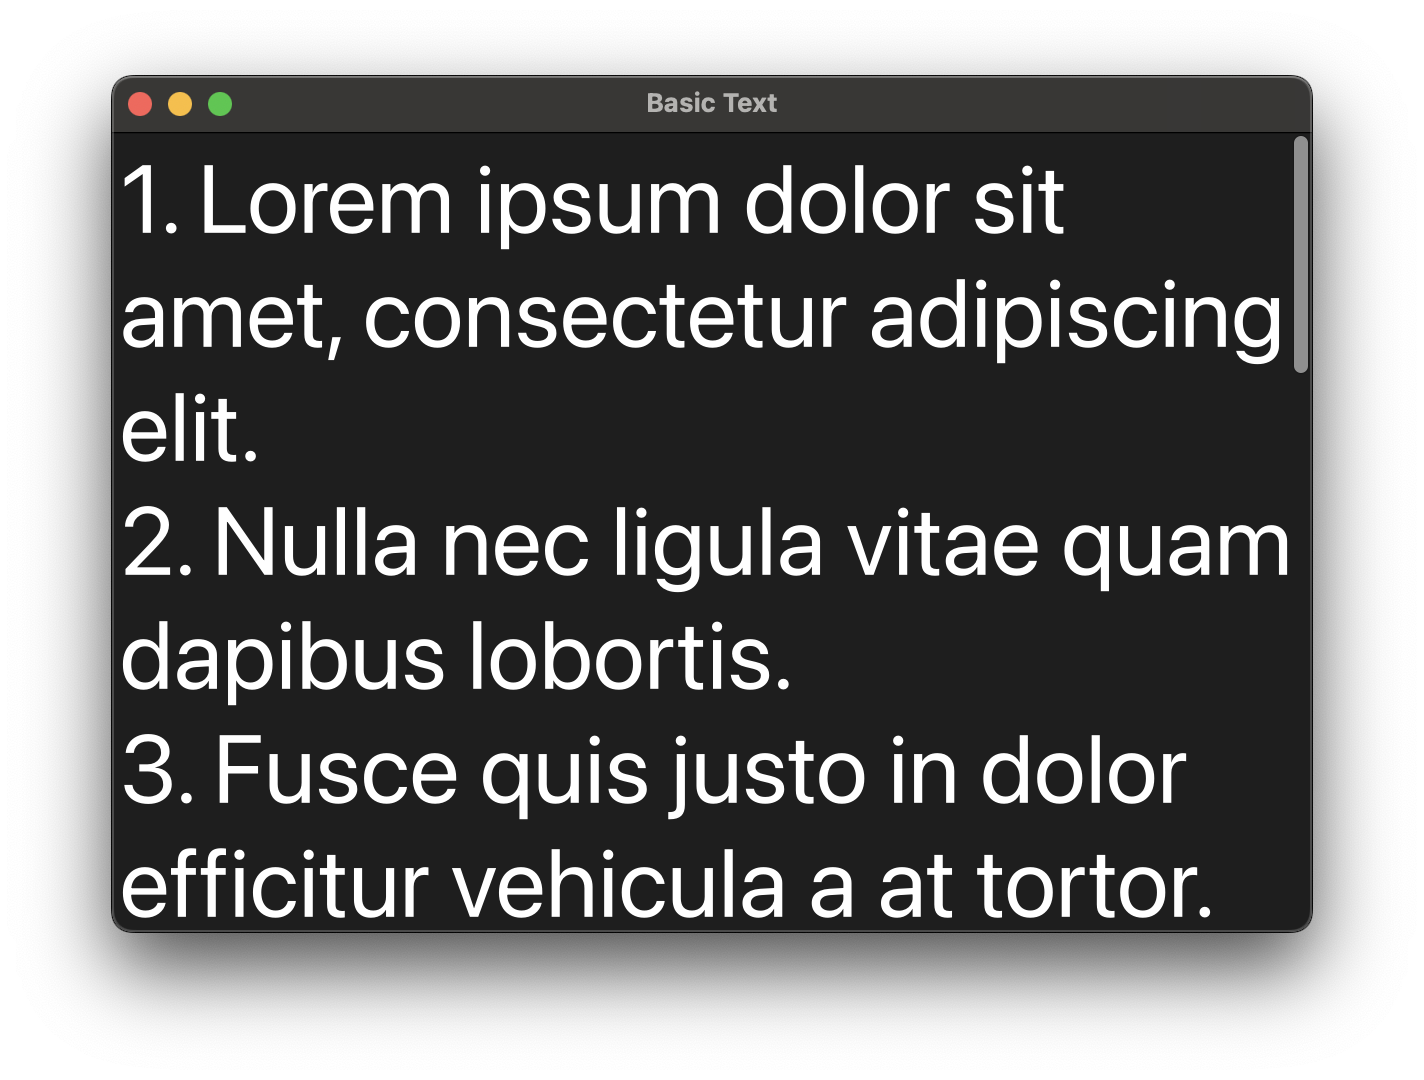 Basic Text
1. Lorem ipsum dolor sit
amet, consectetur adipiscing
elit.
2. Nulla nec ligula vitae quam
dapibus lobortis.
3. Fusce quis justo in dolor
efficitur vehicula a at tortor.